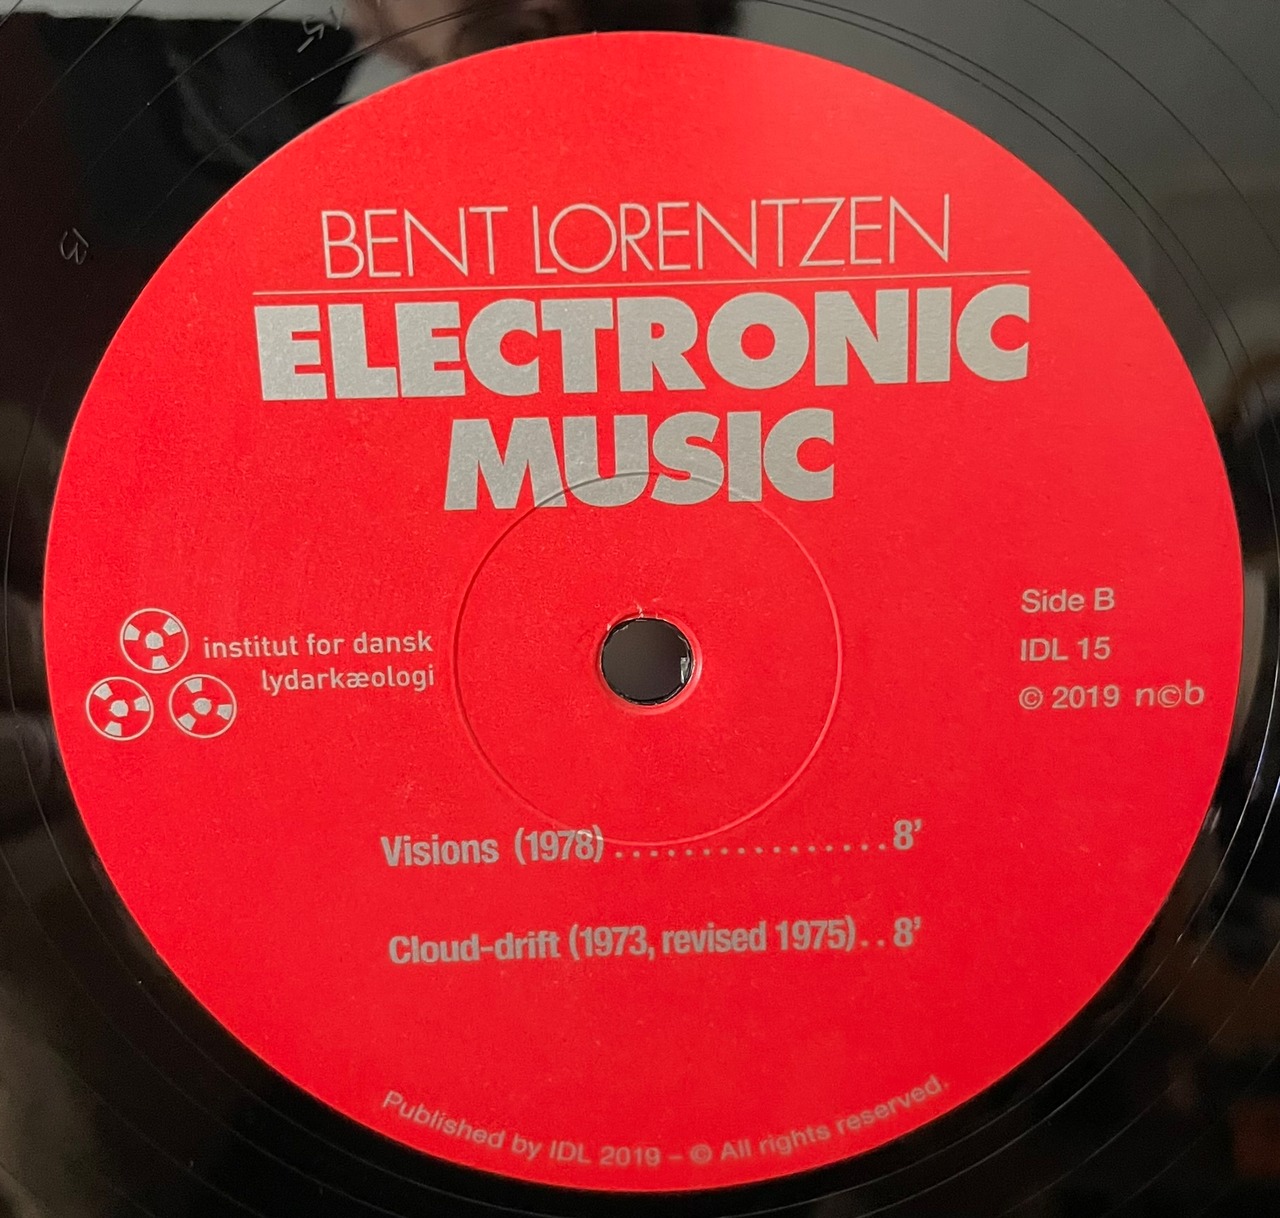 BENT LORENTZEN
ELECTRONIC
MUSIC
institut for dansk
lydarkæologi
Side B
IDL 15
© 2019 n©b
Visions (1978) ................ 8’
Cloud-drift (1973, revised 1975) . . 8’
Published by IDL 2019 – © All rights reserved.